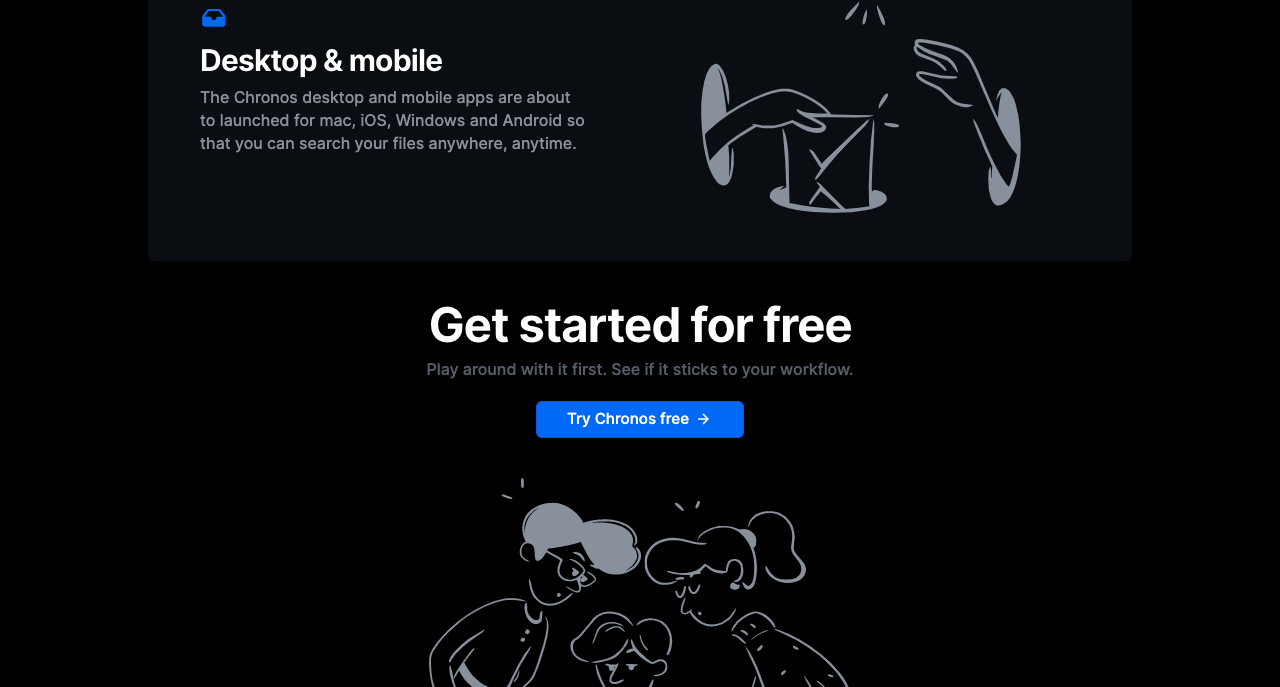 Desktop & mobile
The Chronos desktop and mobile apps are about
to launched for mac, iOS, Windows and Android so
that you can search your files anywhere, anytime.
Get started for free
Play around with it first. See if it sticks to your workflow.
Try Chronos free →